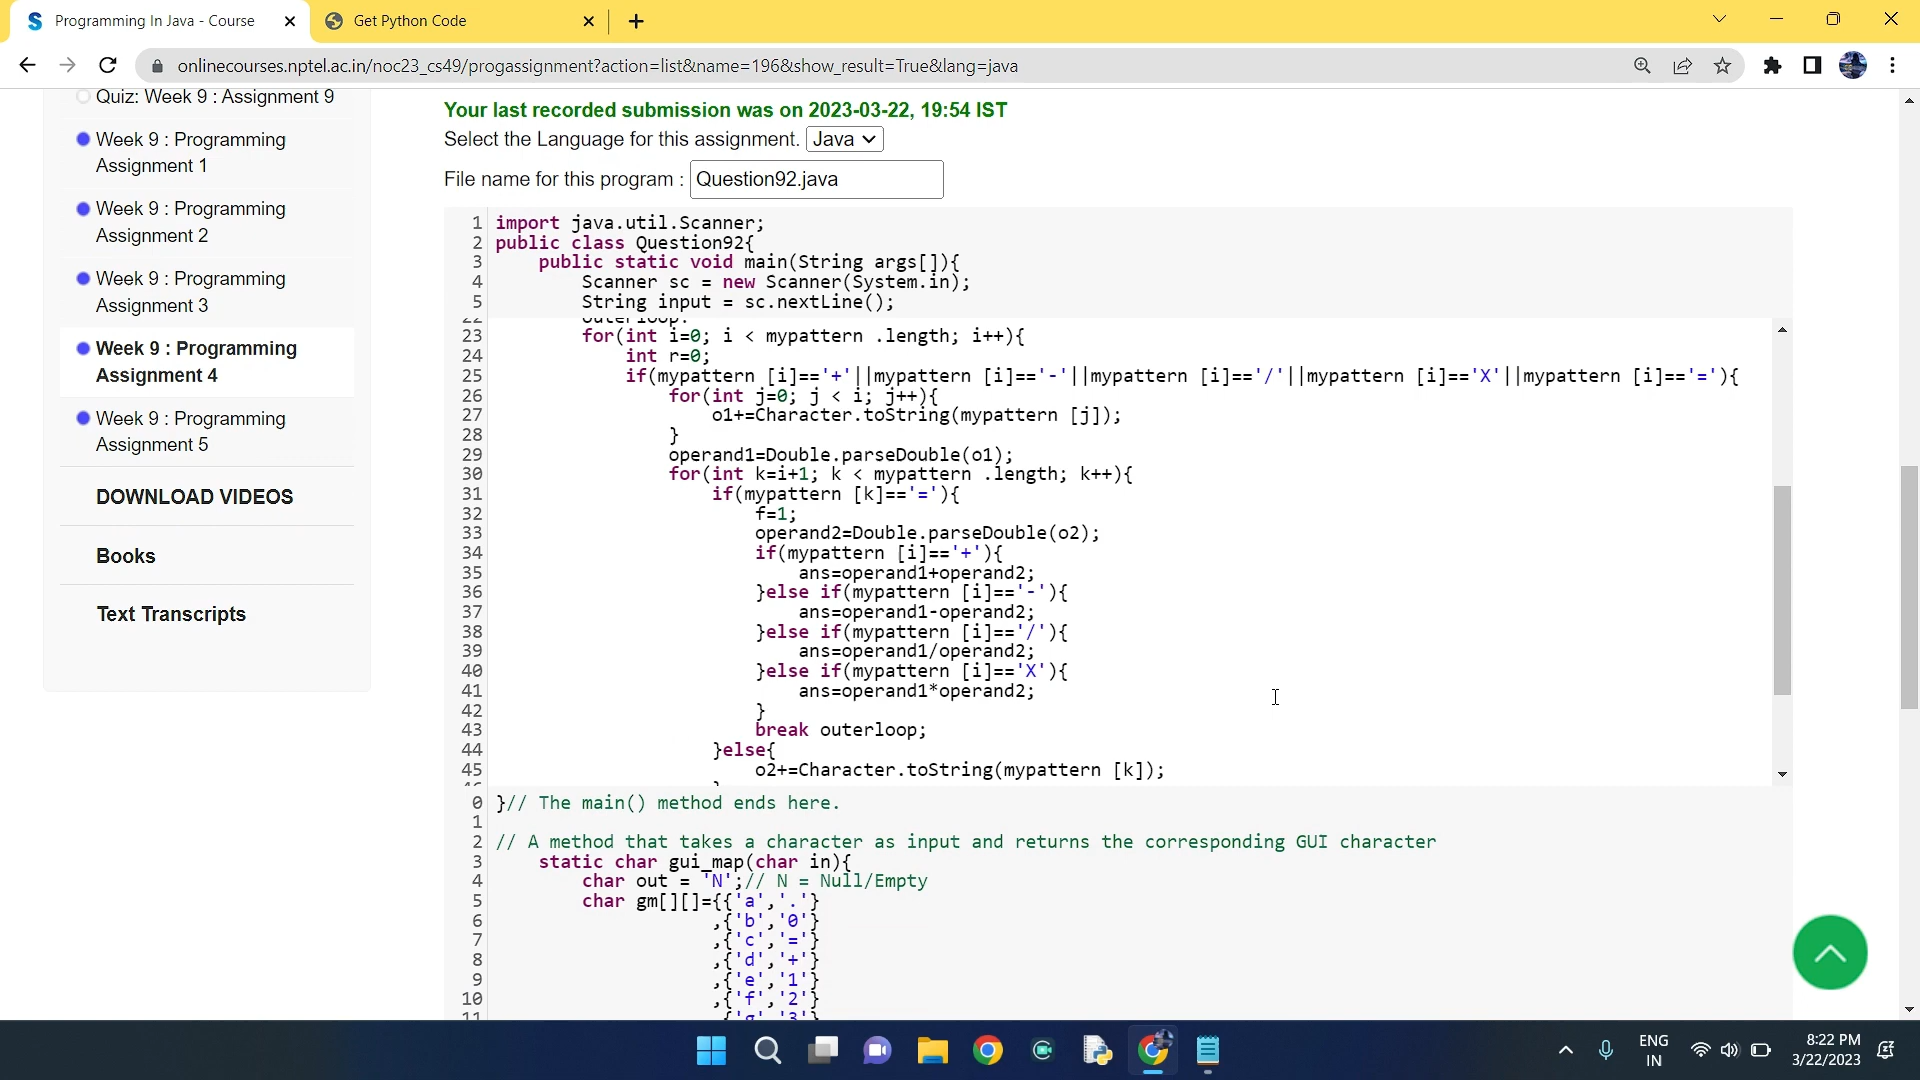 Programming In Java - Course
Get Python Code
onlinecourses.nptel.ac.in/noc23_cs49/progassignment?action=list&name=196&show_result=True&lang=java
Quiz: Week 9 : Assignment 9
Week 9 : Programming
Assignment 1
Week 9 : Programming
Assignment 2
Week 9 : Programming
Assignment 3
Week 9 : Programming
Assignment 4
Week 9 : Programming
Assignment 5
DOWNLOAD VIDEOS
Books
Text Transcripts
Your last recorded submission was on 2023-03-22, 19:54 IST
Select the Language for this assignment. Java
File name for this program : Question92.java
1 import java.util.Scanner;
2 public class Question92{
3 public static void main(String args[]){
4 Scanner sc = new Scanner(System.in);
5 String input = sc.nextLine();
22 outerloop:
23 for(int i=0; i < mypattern .length; i++){
24 int r=0;
25 if(mypattern [i]=='+'||mypattern [i]=='-'||mypattern [i]=='/'||mypattern [i]=='X'||mypattern [i]=='='){
26 for(int j=0; j < i; j++){
27 o1+=Character.toString(mypattern [j]);
28 }
29 operand1=Double.parseDouble(o1);
30 for(int k=i+1; k < mypattern .length; k++){
31 if(mypattern [k]=='='){
32 f=1;
33 operand2=Double.parseDouble(o2);
34 if(mypattern [i]=='+'){
35 ans=operand1+operand2;
36 }else if(mypattern [i]=='-'){
37 ans=operand1-operand2;
38 }else if(mypattern [i]=='/'){
39 ans=operand1/operand2;
40 }else if(mypattern [i]=='X'){
41 ans=operand1*operand2;
42 }
43 break outerloop;
44 }else{
45 o2+=Character.toString(mypattern [k]);
0 }// The main() method ends here.
1
2 // A method that takes a character as input and returns the corresponding GUI character
3 static char gui_map(char in){
4 char out = 'N';// N = Null/Empty
5 char gm[][]={{'a','.'}
6 ,{'b','0'}
7 ,{'c','='}
8 ,{'d','+'}
9 ,{'e','1'}
10 ,{'f','2'}
11 ,{'g','3'}
ENG
IN
8:22 PM
3/22/2023